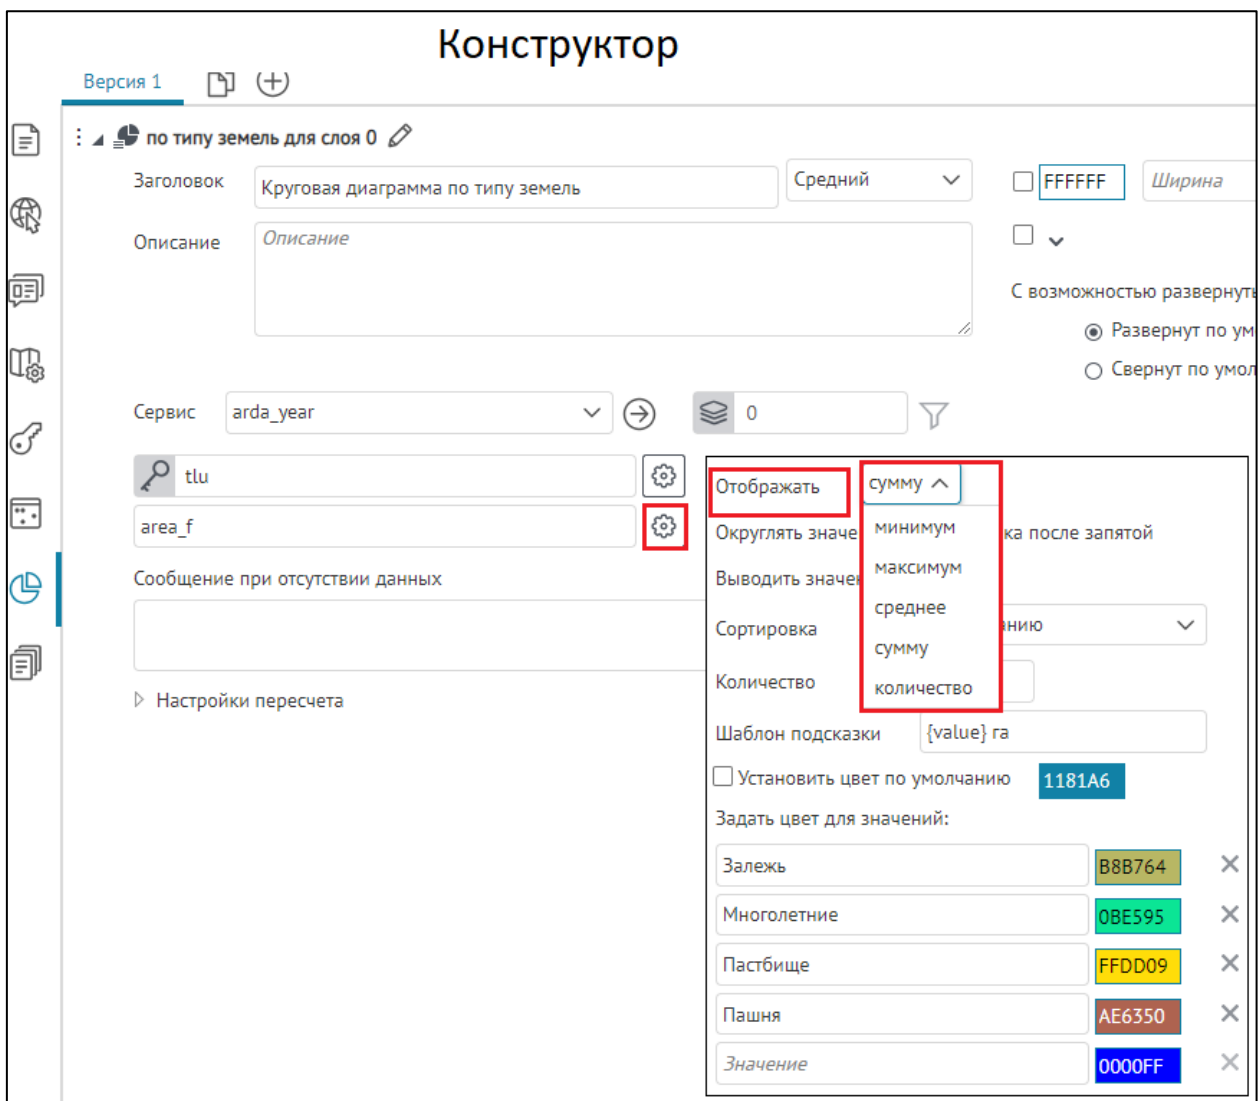 Конструктор
Версия 1
по типу земель для слоя 0
Заголовок Круговая диаграмма по типу земель Средний FFFFFF Ширина
Описание Описание
С возможностью развернуть
Развернут по ум
Свернут по умол
Сервис arda_year 0
tlu
area_f
Сообщение при отсутствии данных
Настройки пересчета
Отображать сумму
минимум
максимум
среднее
сумму
количество
Округлять значе ка после запятой
Выводить значе
Сортировка анию
Количество
Шаблон подсказки {value} га
Установить цвет по умолчанию 1181A6
Задать цвет для значений:
Залежь B8B764
Многолетние 0BE595
Пастбище FFDD09
Пашня AE6350
Значение 0000FF